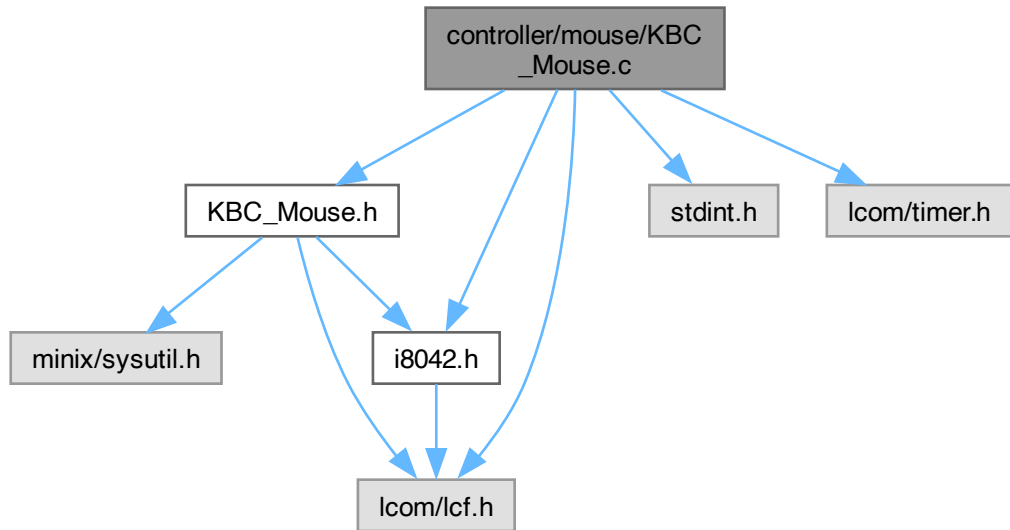 controller/mouse/KBC
_Mouse.c
KBC_Mouse.h
stdint.h
lcom/timer.h
minix/sysutil.h
i8042.h
lcom/lcf.h